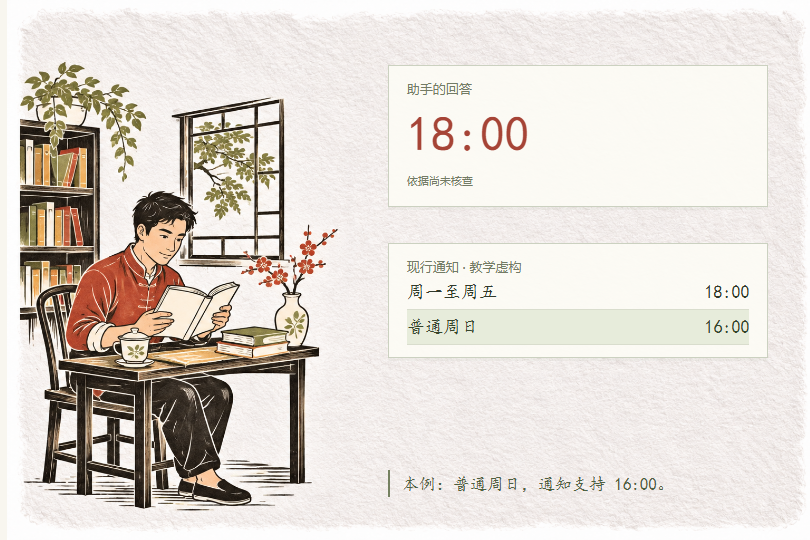 助手的回答
18:00
依据尚未核查
现行通知 · 教学虚构
周一至周五 18:00
普通周日 16:00
本例：普通周日，通知支持 16:00。